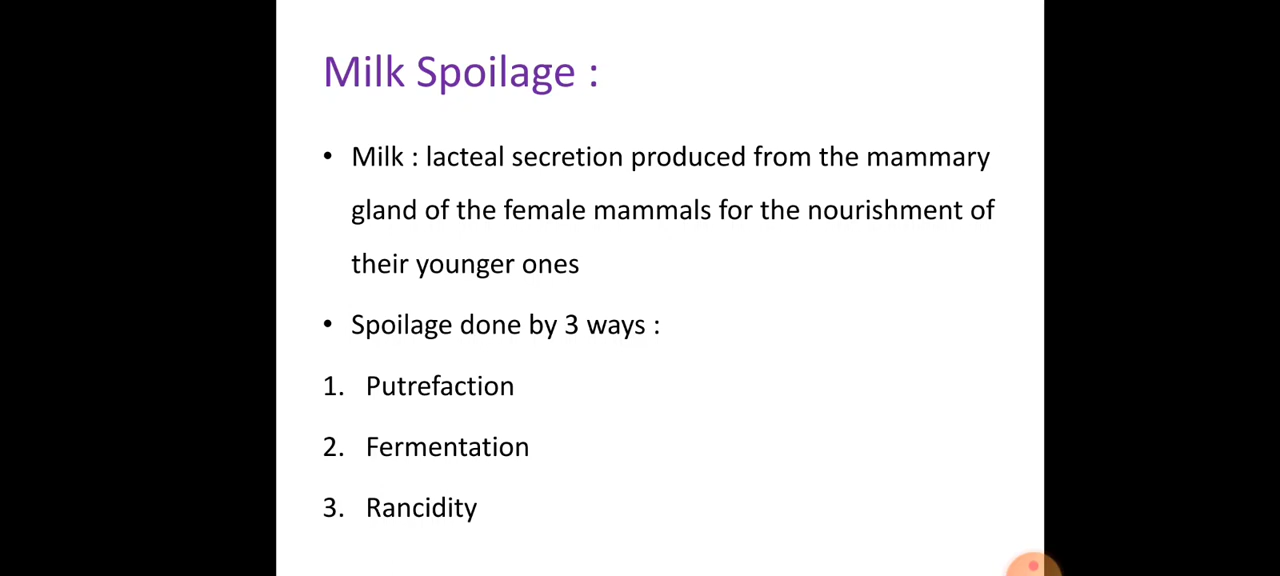 Milk Spoilage :
• Milk : lacteal secretion produced from the mammary
gland of the female mammals for the nourishment of
their younger ones
• Spoilage done by 3 ways :
1. Putrefaction
2. Fermentation
3. Rancidity